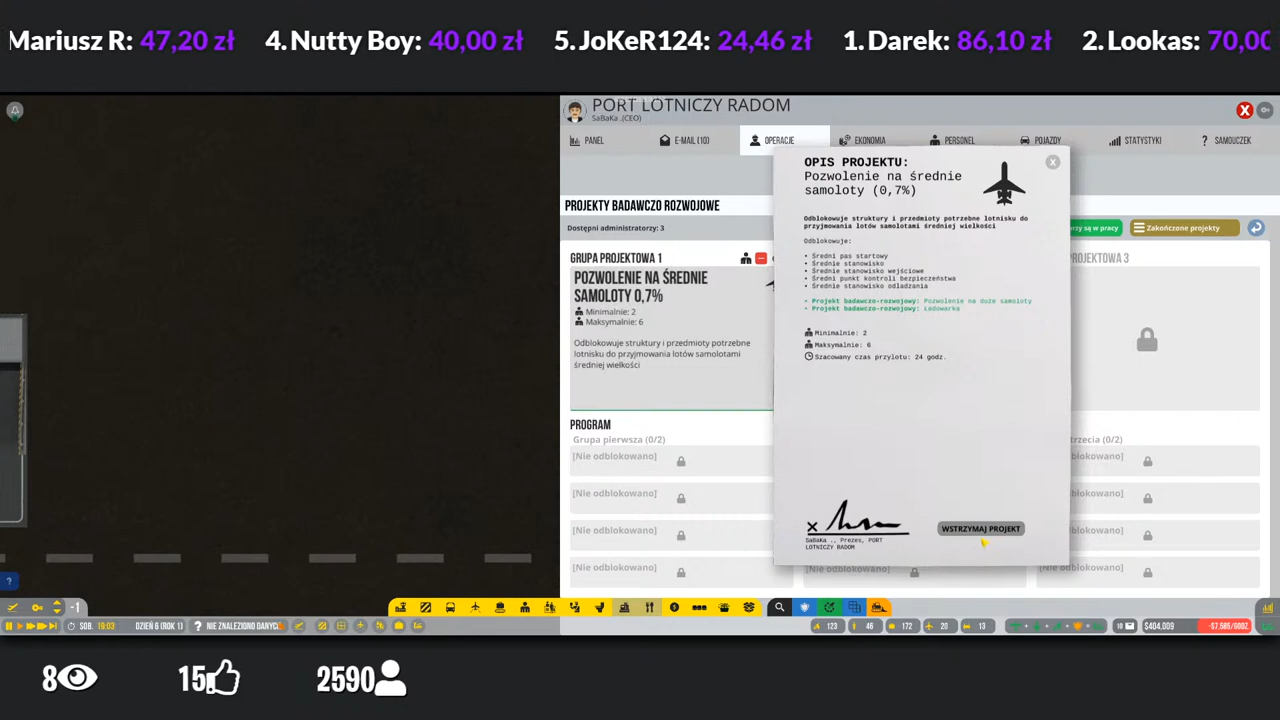 Mariusz R: 47,20 zł 4. Nutty Boy: 40,00 zł 5. JoKeR124: 24,46 zł 1. Darek: 86,10 zł 2. Lookas: 70,00
PORT LOTNICZY RADOM
SaBaKa .(CEO)
PANEL
E-MAIL (10)
OPERACJE
EKONOMIA
PERSONEL
POJAZDY
STATYSTYKI
? SAMOUCZEK
PROJEKTY BADAWCZO ROZWOJOWE
Dostępni administratorzy: 3
rzy są w pracy
Zakończone projekty
GRUPA PROJEKTOWA 1
POZWOLENIE NA ŚREDNIE
SAMOLOTY 0,7%
Minimalnie: 2
Maksymalnie: 6
Odblokowuje struktury i przedmioty potrzebne
lotnisku do przyjmowania lotów samolotami
średniej wielkości
PROGRAM
Grupa pierwsza (0/2)
[Nie odblokowano]
[Nie odblokowano]
[Nie odblokowano]
[Nie odblokowano]
OPIS PROJEKTU:
Pozwolenie na średnie
samoloty (0,7%)
Odblokowuje struktury i przedmioty potrzebne lotnisku do
przyjmowania lotów samolotami średniej wielkości
Odblokowuje:
• Średni pas startowy
• Średnie stanowisko
• Średnie stanowisko wejściowe
• Średni punkt kontroli bezpieczeństwa
• Średnie stanowisko odladzania
+ Projekt badawczo-rozwojowy: Pozwolenie na duże samoloty
+ Projekt badawczo-rozwojowy: Ładowarka
Minimalnie: 2
Maksymalnie: 6
Szacowany czas przylotu: 24 godz.
WSTRZYMAJ PROJEKT
SaBaKa ., Prezes, PORT
LOTNICZY RADOM
PROJEKTOWA 3
trzecia (0/2)
[Nie odblokowano]
[Nie odblokowano]
[Nie odblokowano]
[Nie odblokowano]
?
-1
SOB. 19:03 DZIEŃ 6 (ROK 1) ? NIE ZNALEZIONO DANYCH
123 46 172 20 13
10 $404,009
8 15 2590